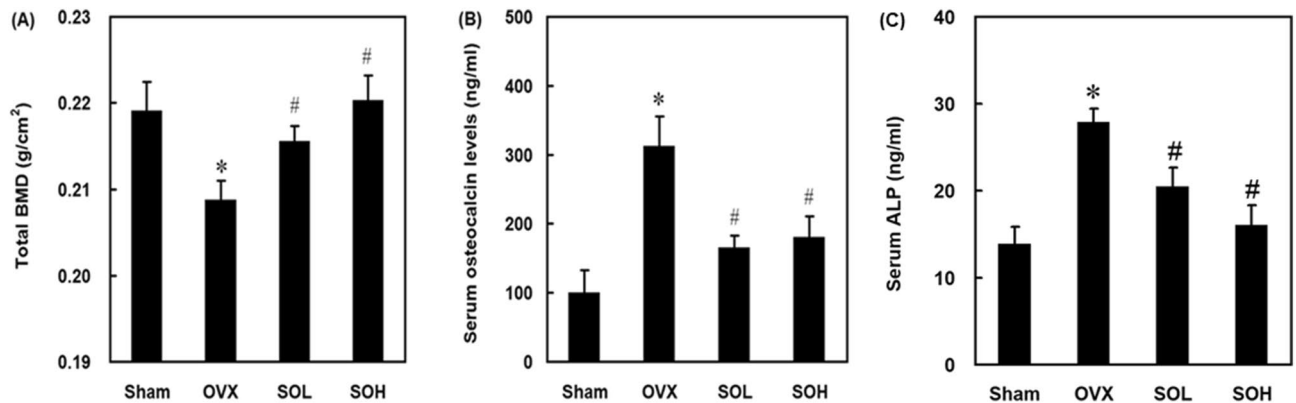 (A)
Total BMD (g/cm²)
0.23
0.22
0.21
0.20
0.19
*
#
#
Sham OVX SOL SOH
(B)
Serum osteocalcin levels (ng/ml)
500
400
300
200
100
0
*
#
#
Sham OVX SOL SOH
(C)
Serum ALP (ng/ml)
40
30
20
10
0
*
#
#
Sham OVX SOL SOH